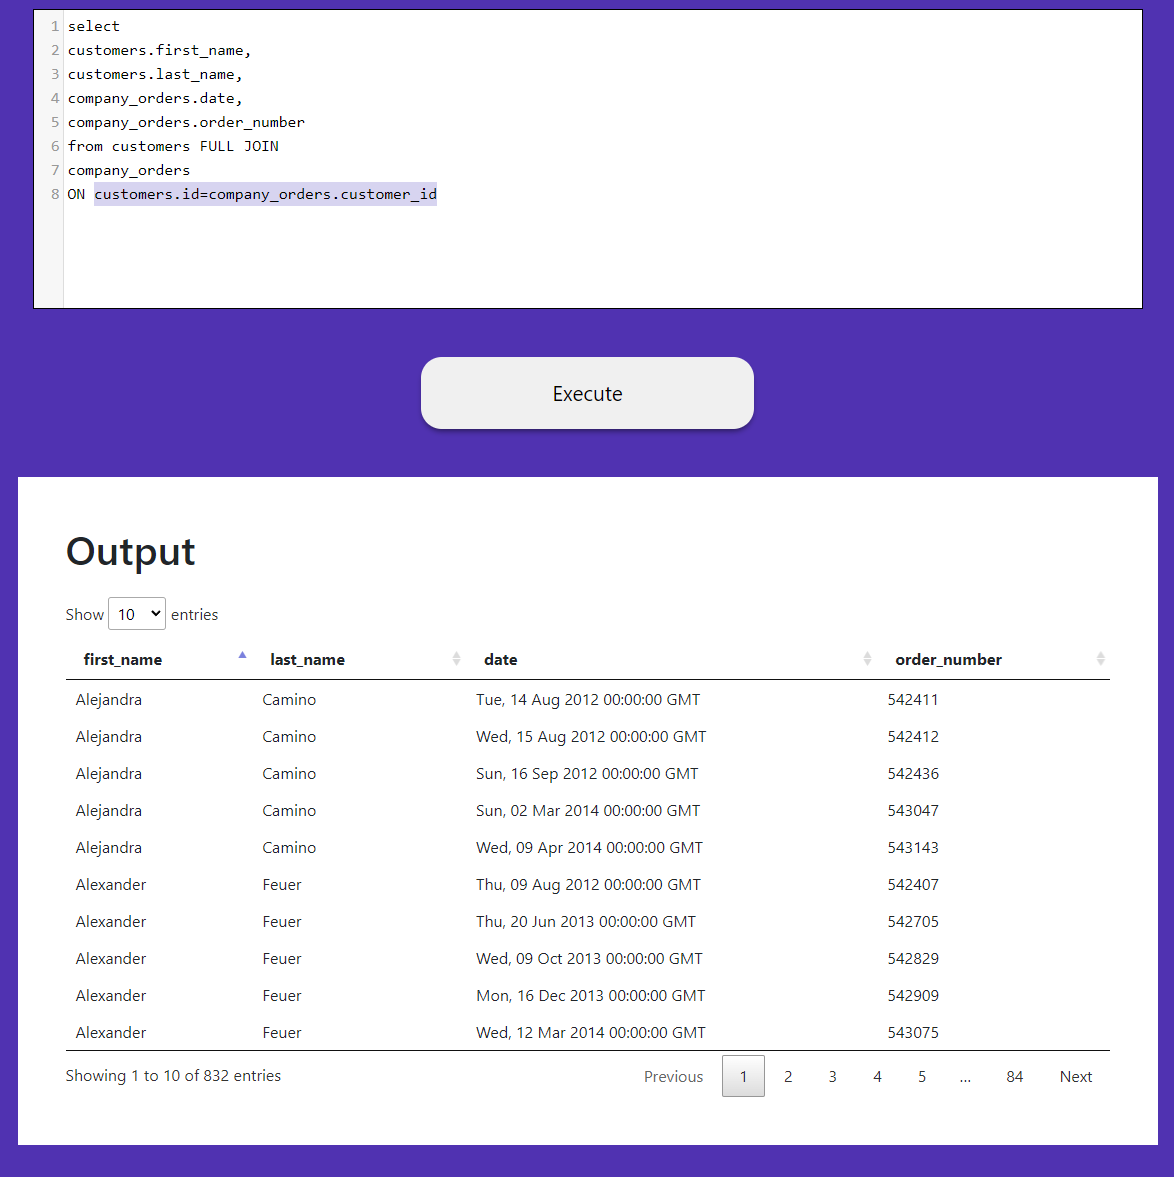 1 select
2 customers.first_name,
3 customers.last_name,
4 company_orders.date,
5 company_orders.order_number
6 from customers FULL JOIN
7 company_orders
8 ON customers.id=company_orders.customer_id
Execute
Output
Show 10 entries
first_name last_name date order_number
Alejandra Camino Tue, 14 Aug 2012 00:00:00 GMT 542411
Alejandra Camino Wed, 15 Aug 2012 00:00:00 GMT 542412
Alejandra Camino Sun, 16 Sep 2012 00:00:00 GMT 542436
Alejandra Camino Sun, 02 Mar 2014 00:00:00 GMT 543047
Alejandra Camino Wed, 09 Apr 2014 00:00:00 GMT 543143
Alexander Feuer Thu, 09 Aug 2012 00:00:00 GMT 542407
Alexander Feuer Thu, 20 Jun 2013 00:00:00 GMT 542705
Alexander Feuer Wed, 09 Oct 2013 00:00:00 GMT 542829
Alexander Feuer Mon, 16 Dec 2013 00:00:00 GMT 542909
Alexander Feuer Wed, 12 Mar 2014 00:00:00 GMT 543075
Showing 1 to 10 of 832 entries Previous 1 2 3 4 5 ... 84 Next